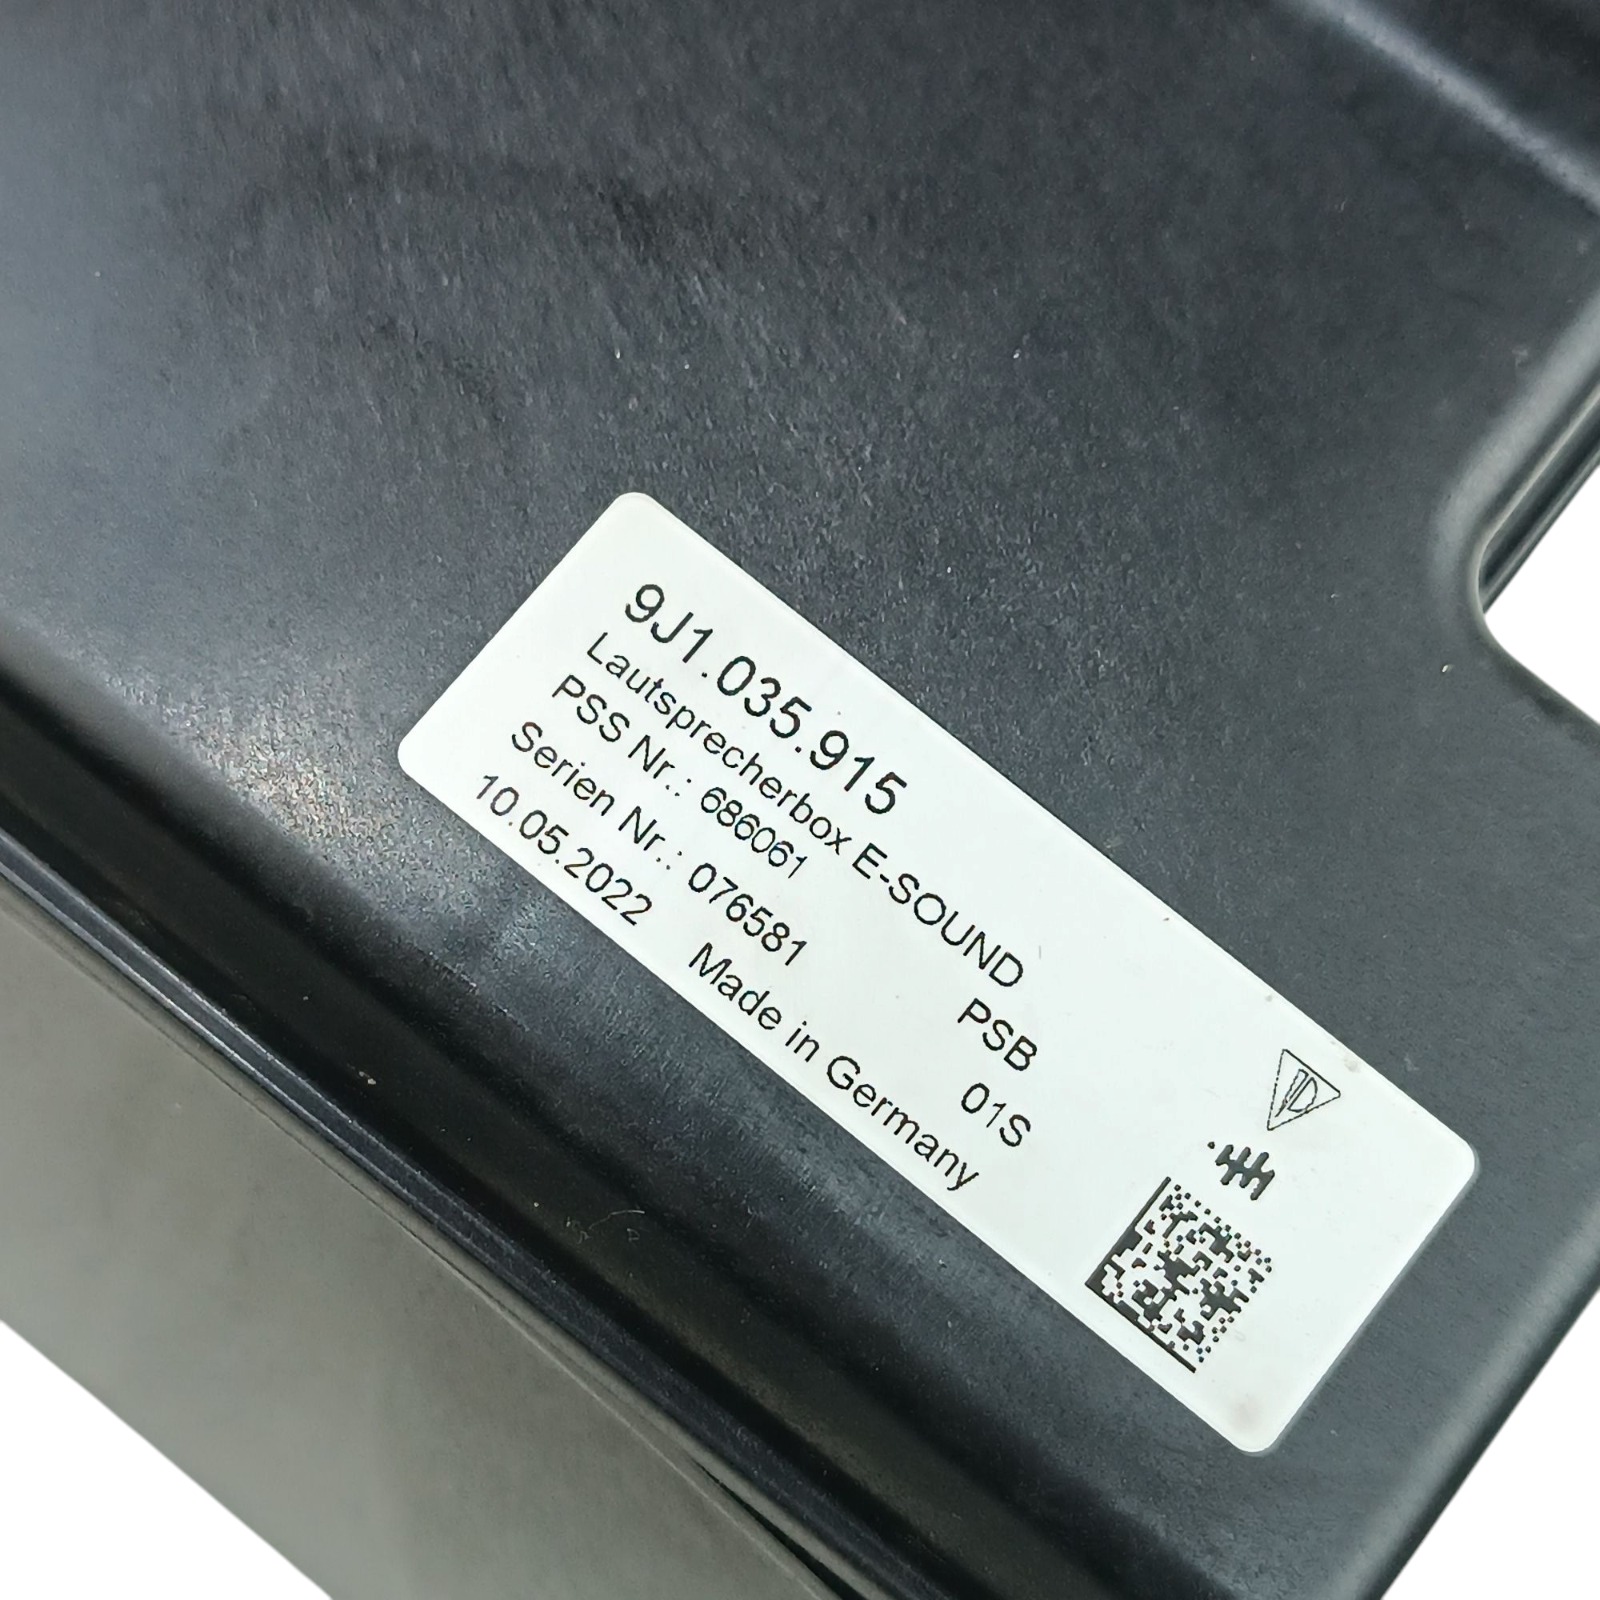 9J1.035.915
Lautsprecherbox E-SOUND
PSS Nr.: 686061 PSB
Serien Nr.: 076581 01S
10.05.2022 Made in Germany